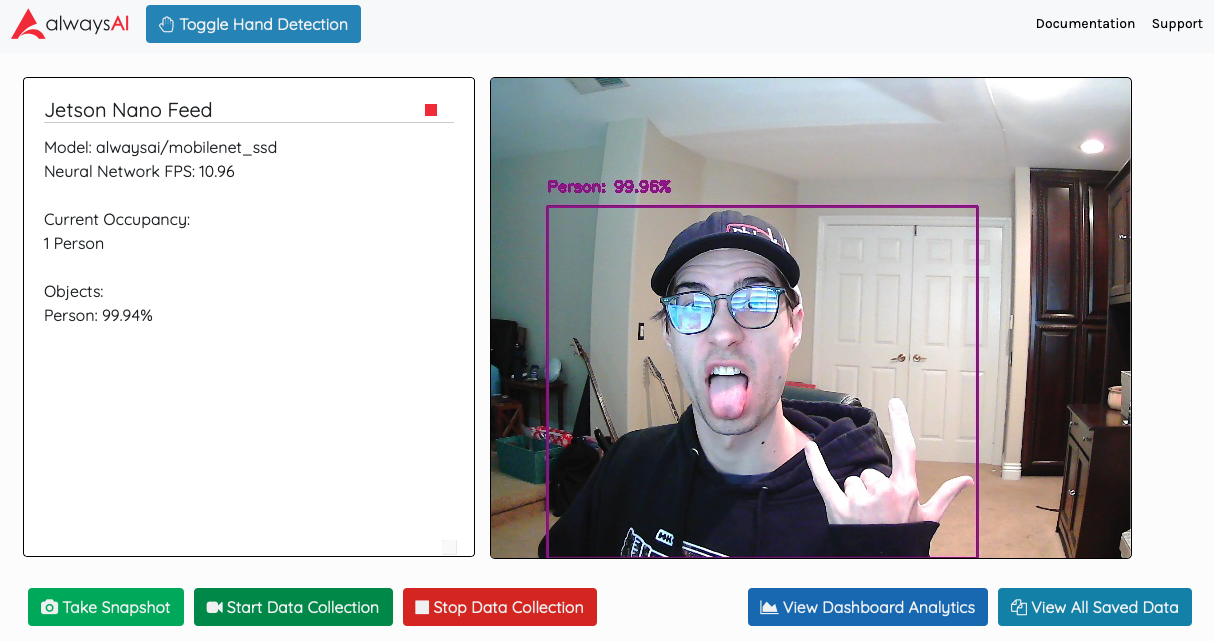 alwaysAI
Toggle Hand Detection
Documentation
Support
Jetson Nano Feed
Model: alwaysai/mobilenet_ssd
Neural Network FPS: 10.96
Current Occupancy:
1 Person
Objects:
Person: 99.94%
Person: 99.96%
Take Snapshot
Start Data Collection
Stop Data Collection
View Dashboard Analytics
View All Saved Data